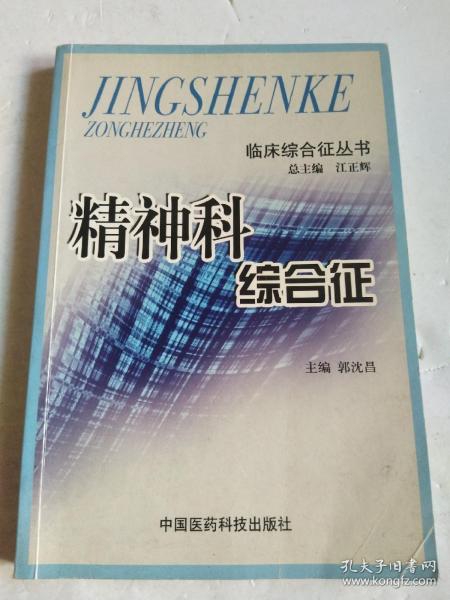 JINGSHENKE
ZONGHEZHENG
临床综合征丛书
总主编 江正辉
精神科
综合征
主编 郭沈昌
中国医药科技出版社
孔夫子旧书网
www.kongfz.com